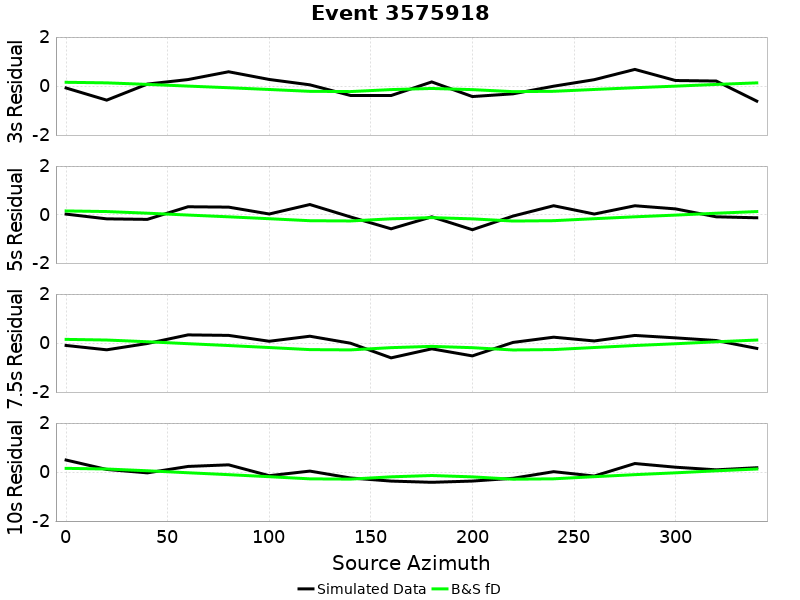 Event 3575918
3s Residual
2
0
-2
5s Residual
2
0
-2
7.5s Residual
2
0
-2
10s Residual
2
0
-2
0 50 100 150 200 250 300
Source Azimuth
Simulated Data B&S fD